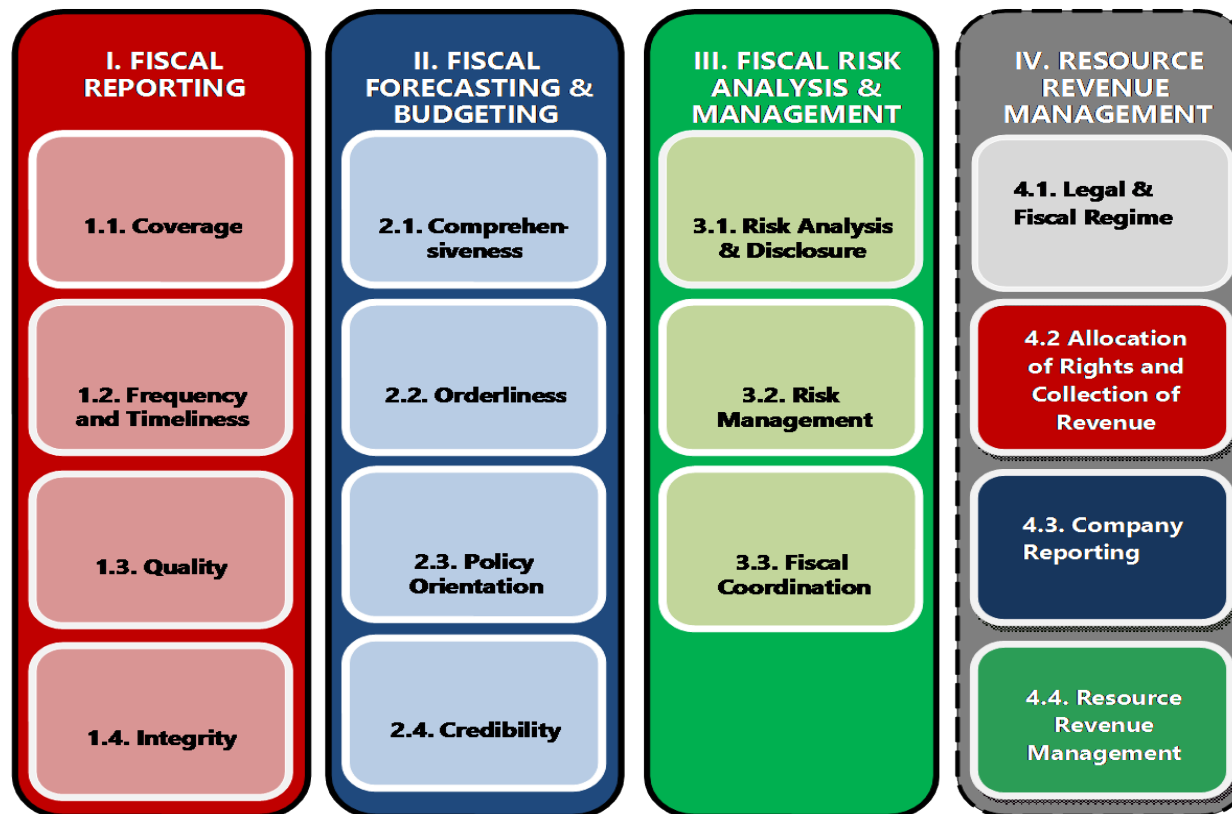 I. FISCAL
REPORTING
1.1. Coverage
1.2. Frequency
and Timeliness
1.3. Quality
1.4. Integrity
II. FISCAL
FORECASTING &
BUDGETING
2.1. Comprehen-
siveness
2.2. Orderliness
2.3. Policy
Orientation
2.4. Credibility
III. FISCAL RISK
ANALYSIS &
MANAGEMENT
3.1. Risk Analysis
& Disclosure
3.2. Risk
Management
3.3. Fiscal
Coordination
IV. RESOURCE
REVENUE
MANAGEMENT
4.1. Legal &
Fiscal Regime
4.2 Allocation
of Rights and
Collection of
Revenue
4.3. Company
Reporting
4.4. Resource
Revenue
Management